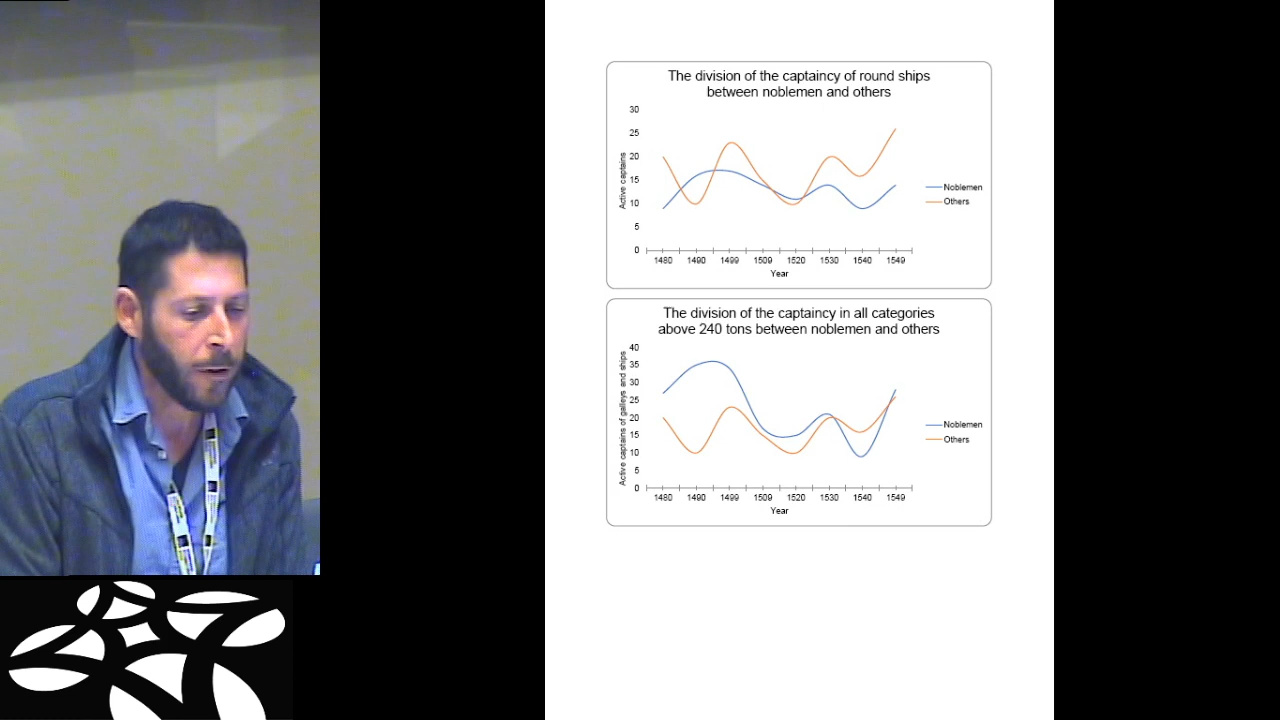 The division of the captaincy of round ships
between noblemen and others
30
25
20
15
10
5
0
Active captains
1480 1490 1499 1509 1520 1530 1540 1549
Year
Noblemen
Others
The division of the captaincy in all categories
above 240 tons between noblemen and others
40
35
30
25
20
15
10
5
0
Active captains of galleys and ships
1480 1490 1499 1509 1520 1530 1540 1549
Year
Noblemen
Others